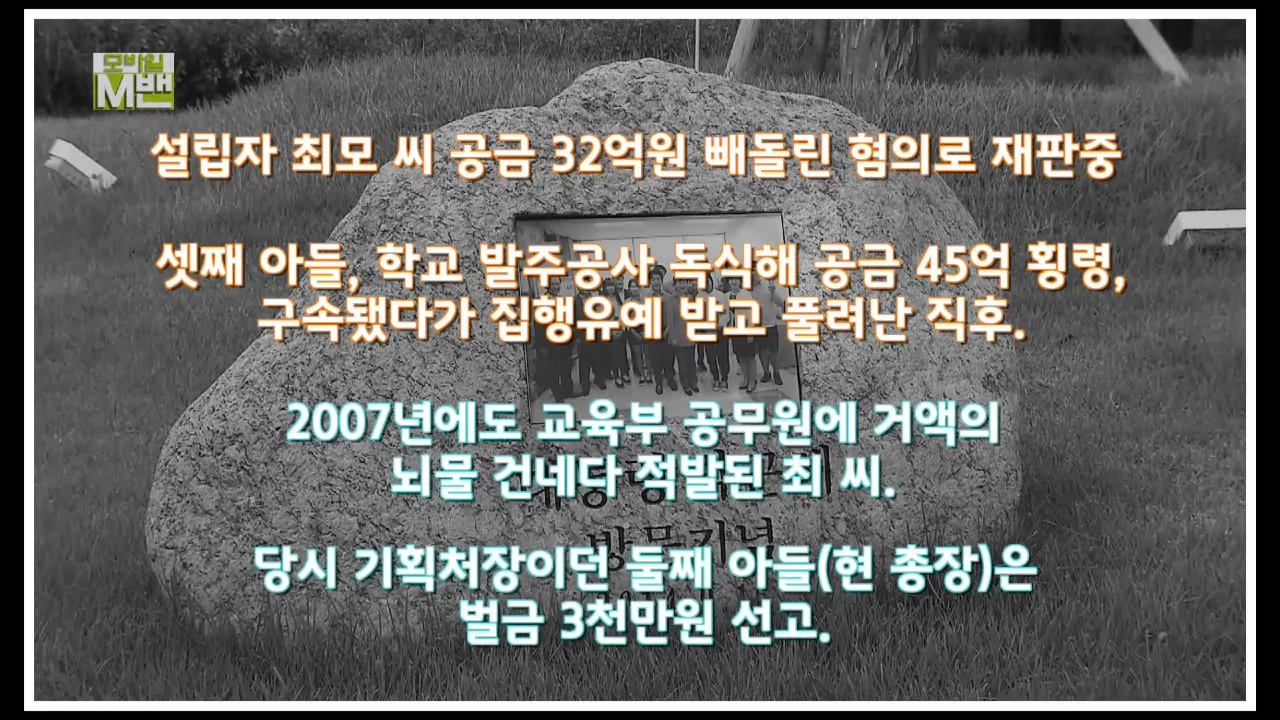 모바일
M벤
설립자 최모 씨 공금 32억원 빼돌린 혐의로 재판중
셋째 아들, 학교 발주공사 독식해 공금 45억 횡령,
구속됐다가 집행유예 받고 풀려난 직후.
2007년에도 교육부 공무원에 거액의
뇌물 건네다 적발된 최 씨.
방문기념
당시 기획처장이던 둘째 아들(현 총장)은
벌금 3천만원 선고.